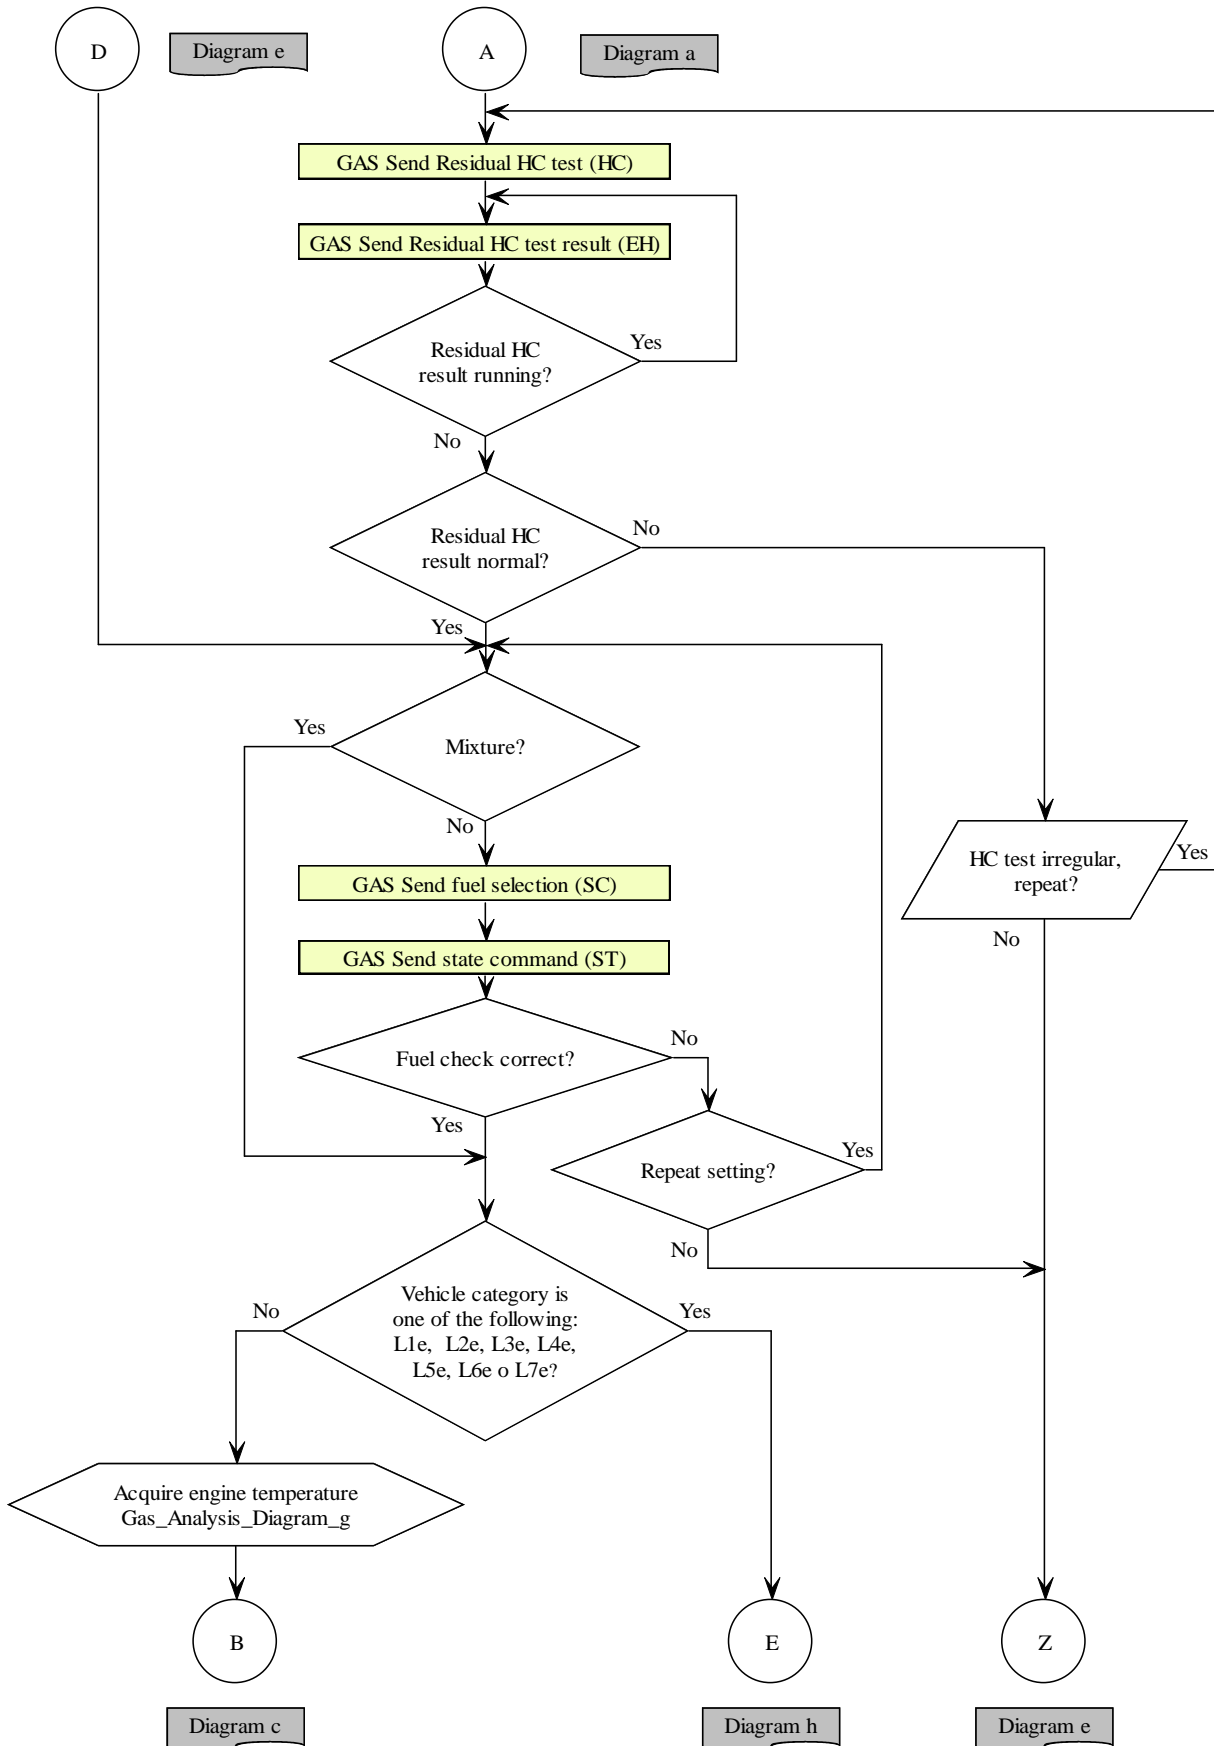 D
Diagram e
A
Diagram a
GAS Send Residual HC test (HC)
GAS Send Residual HC test result (EH)
Residual HC
result running?
Yes
No
Residual HC
result normal?
No
Yes
Mixture?
Yes
No
HC test irregular,
repeat?
Yes
No
GAS Send fuel selection (SC)
GAS Send state command (ST)
Fuel check correct?
No
Yes
Repeat setting?
Yes
No
Vehicle category is
one of the following:
L1e, L2e, L3e, L4e,
L5e, L6e o L7e?
No
Yes
Acquire engine temperature
Gas_Analysis_Diagram_g
B
E
Z
Diagram c
Diagram h
Diagram e